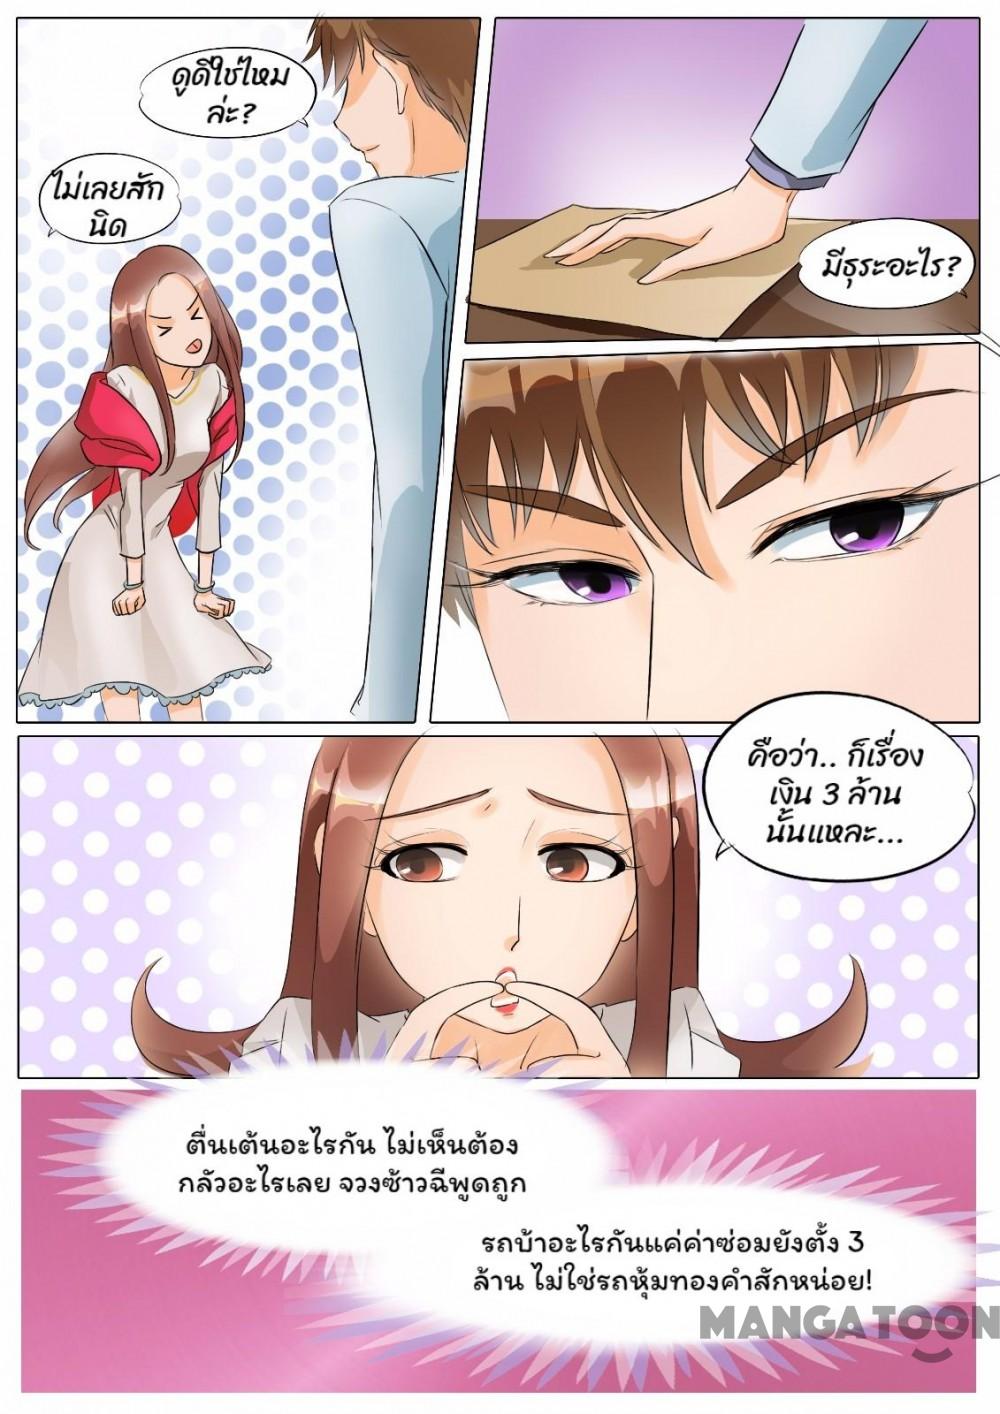 ดูดีใช่ไหม
ล่ะ?
ไม่เลยสัก
นิด
มีธุระอะไร?
คือว่า.. ก็เรื่อง
เงิน 3 ล้าน
นั้นแหละ...
ตื่นเต้นอะไรกัน ไม่เห็นต้อง
กลัวอะไรเลย จวงซ้าวฉีพูดถูก
รถบ้าอะไรกันแค่ค่าซ่อมยังตั้ง 3
ล้าน ไม่ใช่รถหุ้มทองคำสักหน่อย!
MANGATOON